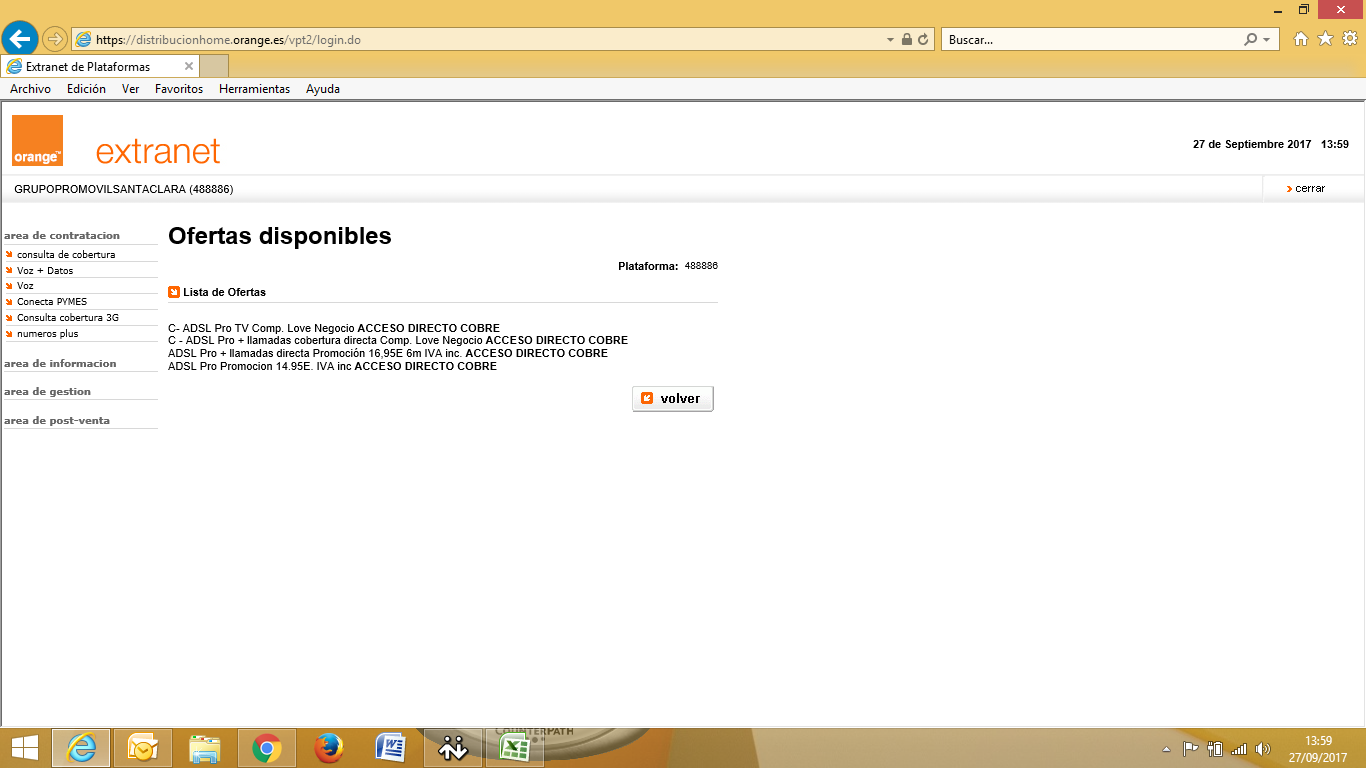 https://distribucionhome.orange.es/vpt2/login.do
Buscar...
Extranet de Plataformas
Archivo Edición Ver Favoritos Herramientas Ayuda
orange™
extranet
27 de Septiembre 2017 13:59
GRUPOPROMOVILSANTACLARA (488886)
cerrar
area de contratacion
consulta de cobertura
Voz + Datos
Voz
Conecta PYMES
Consulta cobertura 3G
numeros plus
area de informacion
area de gestion
area de post-venta
Ofertas disponibles
Plataforma: 488886
Lista de Ofertas
C- ADSL Pro TV Comp. Love Negocio ACCESO DIRECTO COBRE
C - ADSL Pro + llamadas cobertura directa Comp. Love Negocio ACCESO DIRECTO COBRE
ADSL Pro + llamadas directa Promoción 16,95E 6m IVA inc. ACCESO DIRECTO COBRE
ADSL Pro Promocion 14.95E. IVA inc ACCESO DIRECTO COBRE
volver
COUNTERPATH
13:59
27/09/2017